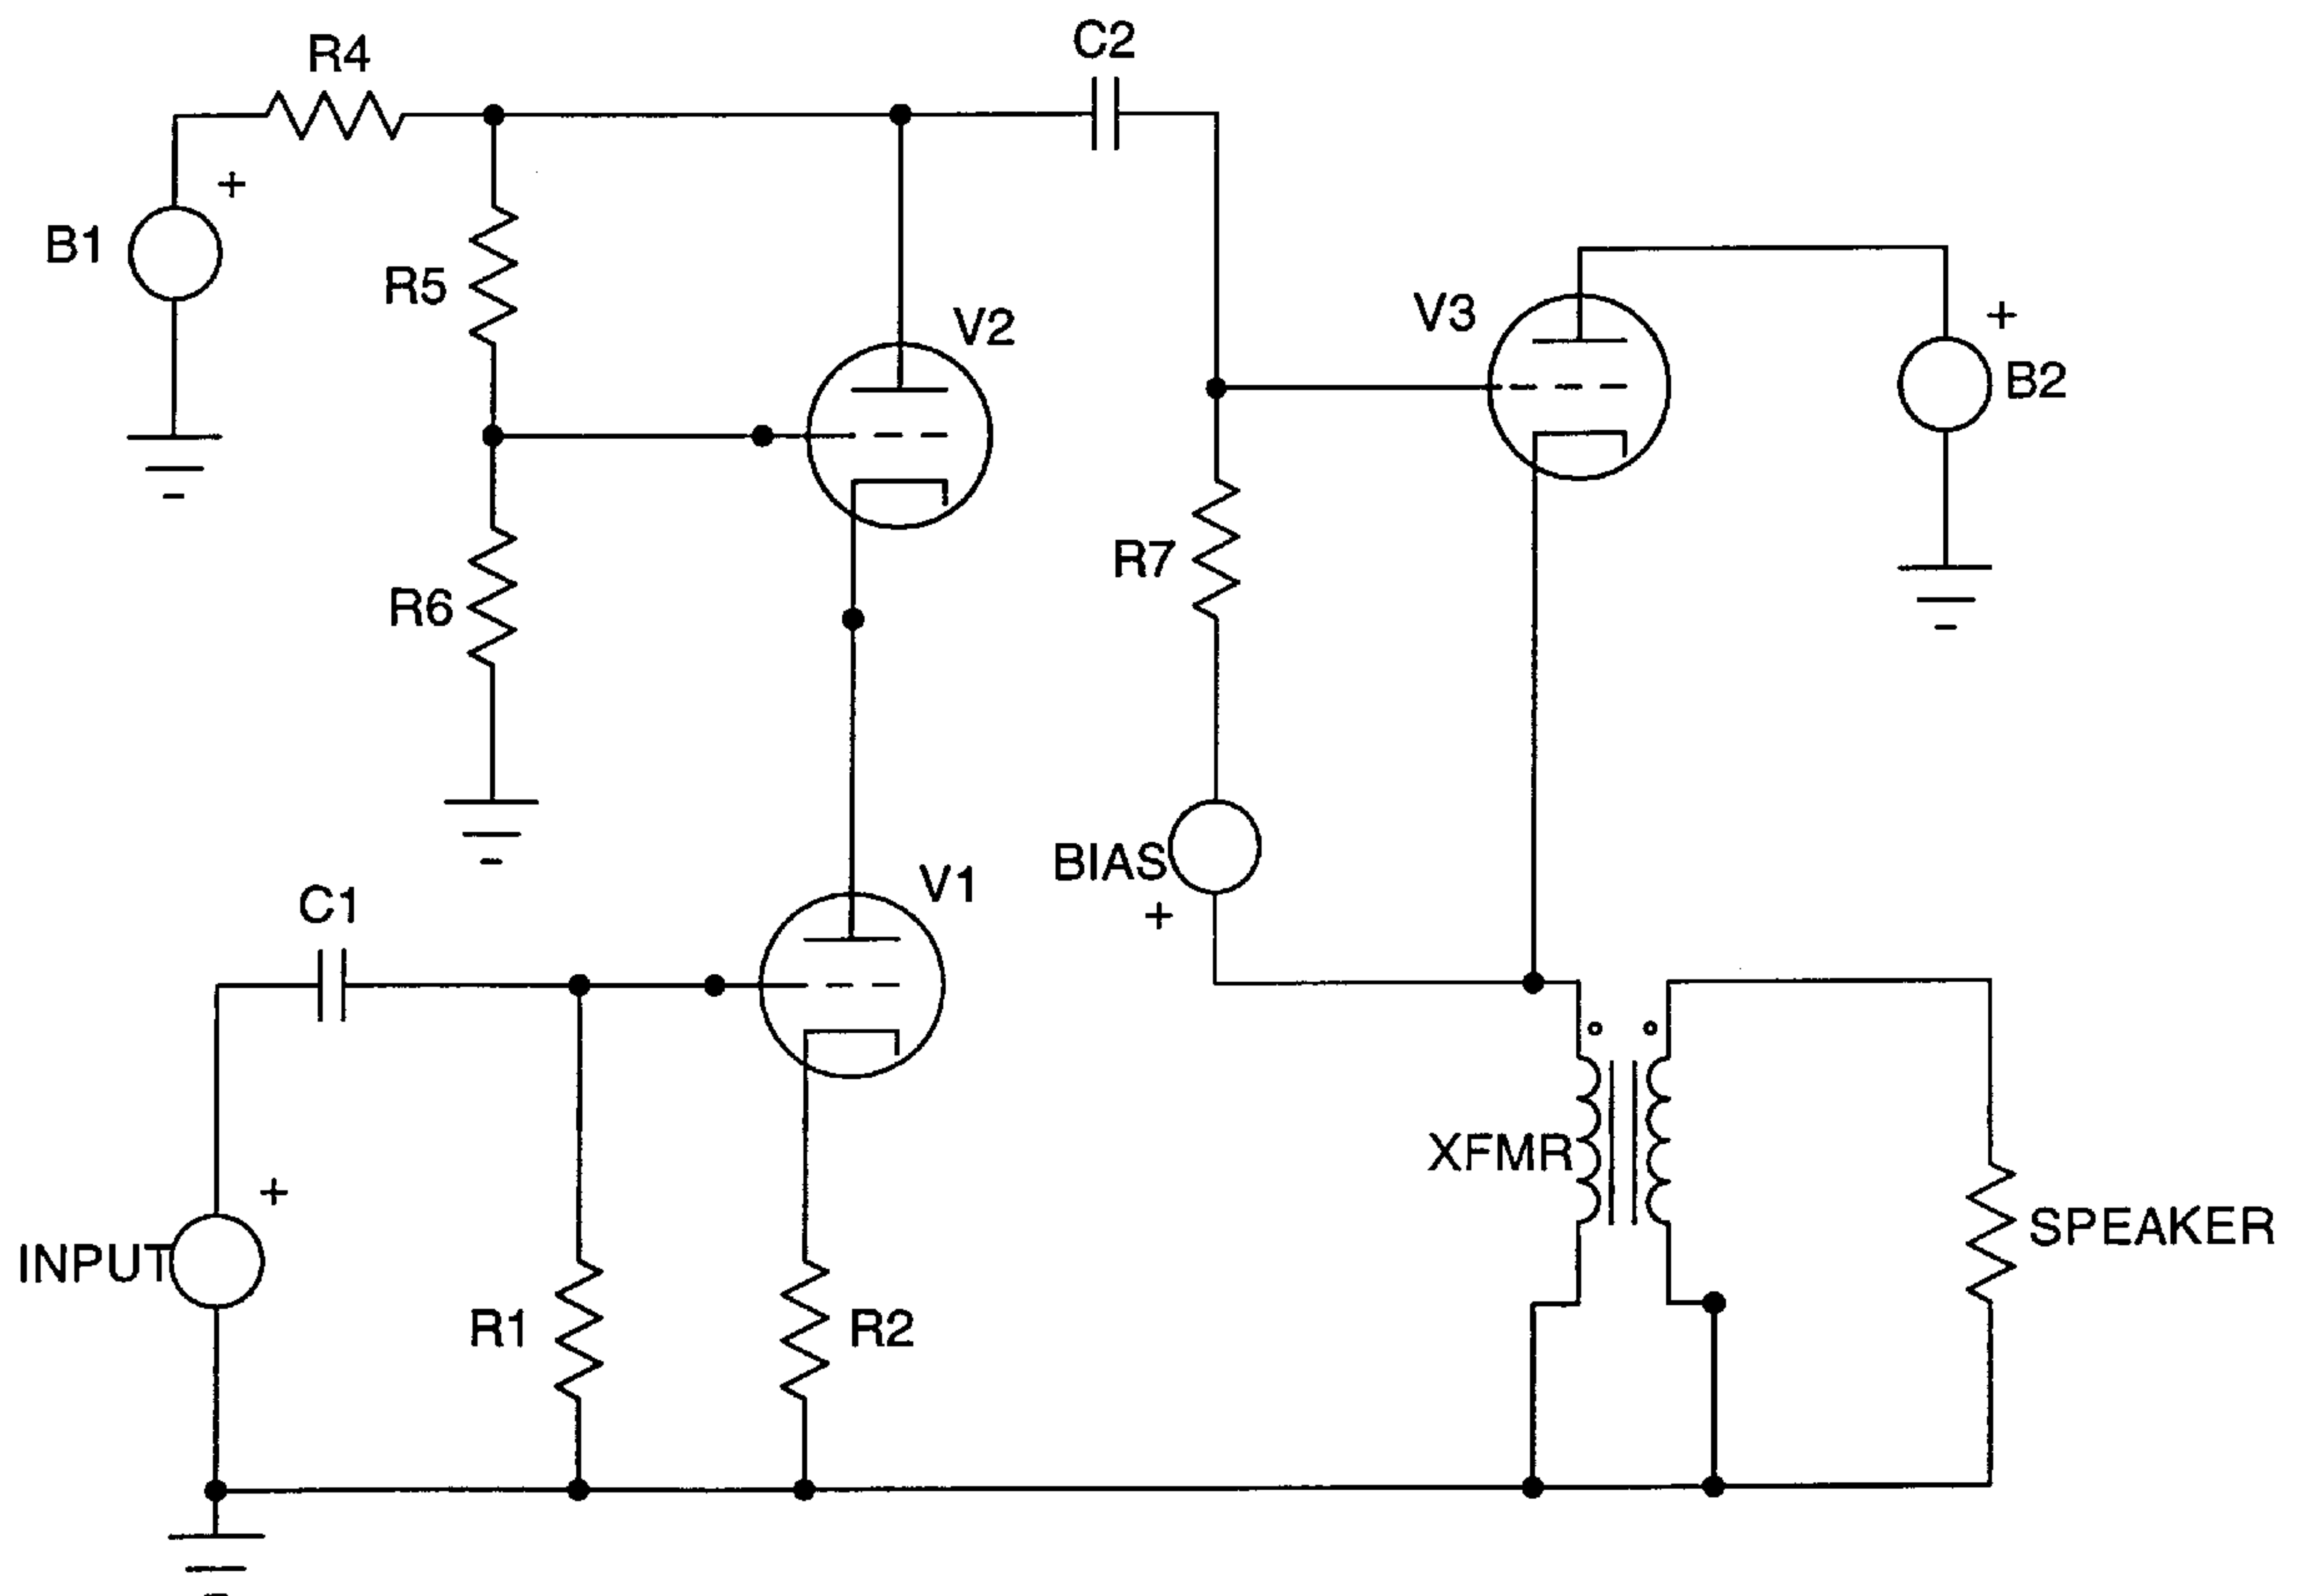 R4
C2
+
B1
R5
V2
V3
+
B2
R6
R7
C1
V1
BIAS
+
XFMR
+
INPUT
R1
R2
SPEAKER